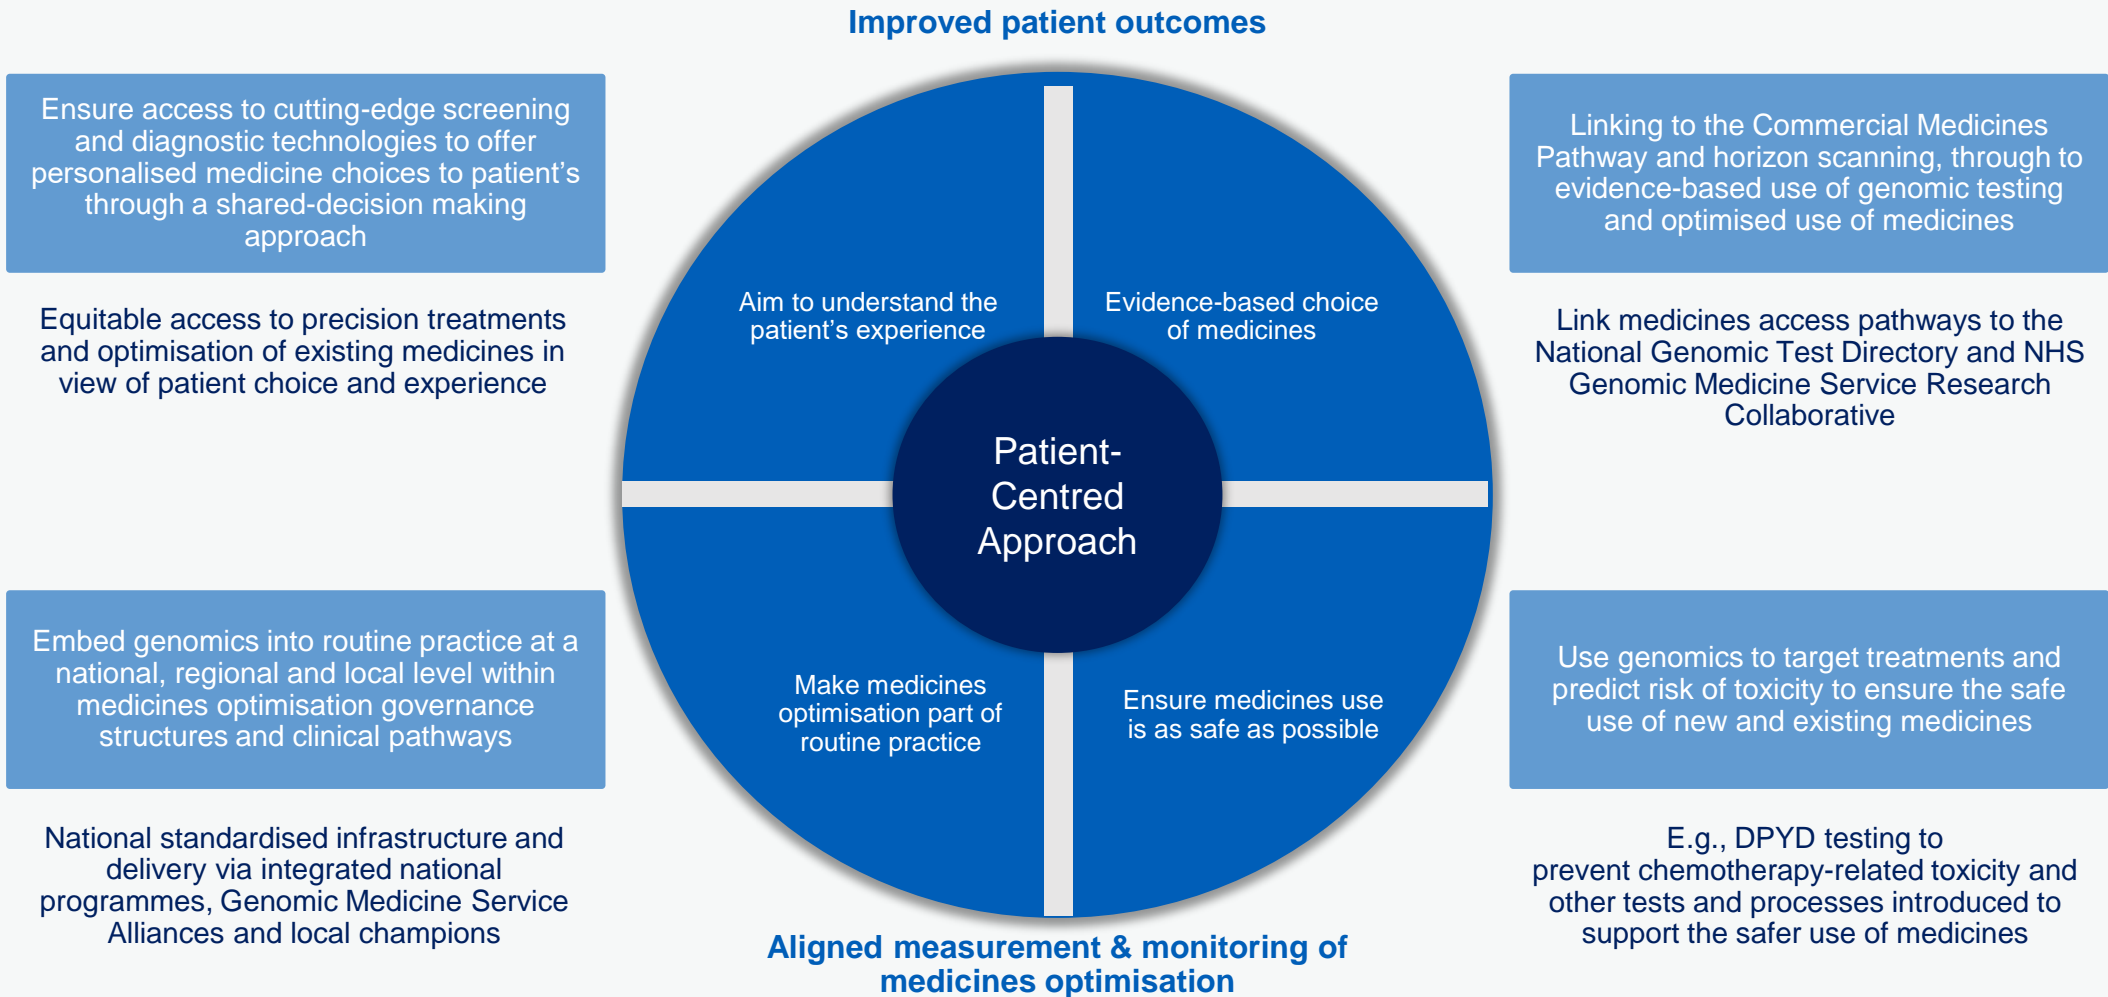 Improved patient outcomes
Ensure access to cutting-edge screening
and diagnostic technologies to offer
personalised medicine choices to patient’s
through a shared-decision making
approach
Equitable access to precision treatments
and optimisation of existing medicines in
view of patient choice and experience
Aim to understand the
patient’s experience
Evidence-based choice
of medicines
Linking to the Commercial Medicines
Pathway and horizon scanning, through to
evidence-based use of genomic testing
and optimised use of medicines
Link medicines access pathways to the
National Genomic Test Directory and NHS
Genomic Medicine Service Research
Collaborative
Patient-
Centred
Approach
Embed genomics into routine practice at a
national, regional and local level within
medicines optimisation governance
structures and clinical pathways
National standardised infrastructure and
delivery via integrated national
programmes, Genomic Medicine Service
Alliances and local champions
Make medicines
optimisation part of
routine practice
Ensure medicines use
is as safe as possible
Use genomics to target treatments and
predict risk of toxicity to ensure the safe
use of new and existing medicines
E.g., DPYD testing to
prevent chemotherapy-related toxicity and
other tests and processes introduced to
support the safer use of medicines
Aligned measurement & monitoring of
medicines optimisation